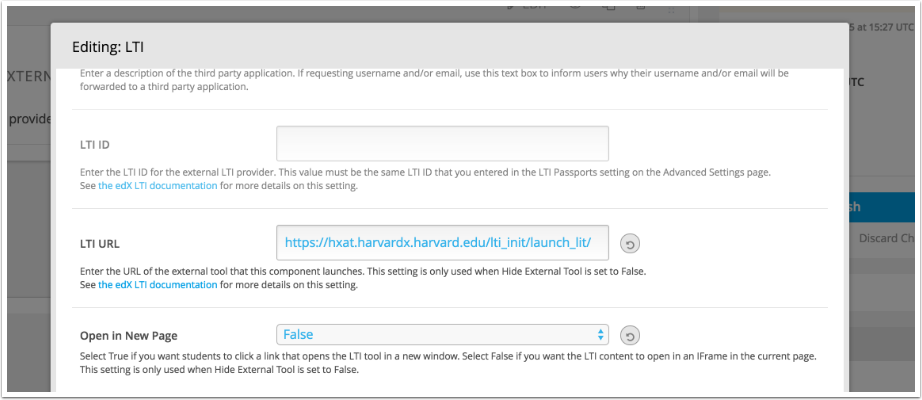 EDIT
5 at 15:27 UTC
Editing: LTI
Enter a description of the third party application. If requesting username and/or email, use this text box to inform users why their username and/or email will be
forwarded to a third party application.
EXTERN
UTC
provide
LTI ID
Enter the LTI ID for the external LTI provider. This value must be the same LTI ID that you entered in the LTI Passports setting on the Advanced Settings page.
See the edX LTI documentation for more details on this setting.
sh
LTI URL
https://hxat.harvardx.harvard.edu/lti_init/launch_lit/
Discard Ch
Enter the URL of the external tool that this component launches. This setting is only used when Hide External Tool is set to False.
See the edX LTI documentation for more details on this setting.
Open in New Page
False
Select True if you want students to click a link that opens the LTI tool in a new window. Select False if you want the LTI content to open in an IFrame in the current page.
This setting is only used when Hide External Tool is set to False.